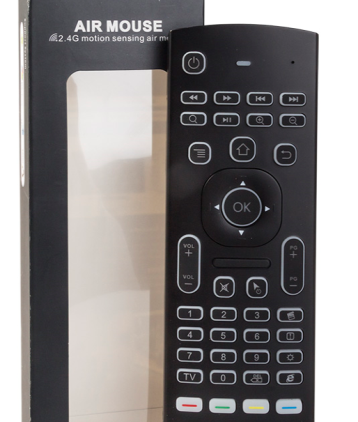 AIR MOUSE
2.4G motion sensing air m
OK
VOL
+
VOL
−
PG
+
PG
−
1 2 3
4 5 6
7 8 9
TV 0